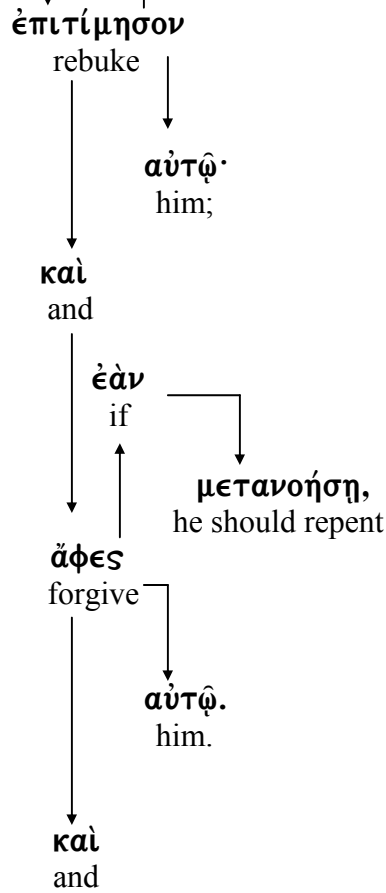 ἐπιτίμησον
rebuke
αὐτῷ·
him;
καὶ
and
ἐὰν
if
μετανοήσῃ,
he should repent
ἄφες
forgive
αὐτῷ.
him.
καὶ
and